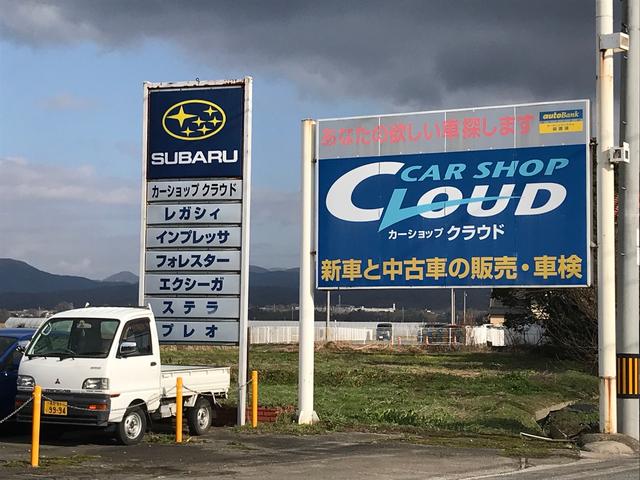 SUBARU
カーショップ クラウド
レガシィ
インプレッサ
フォレスター
エクシーガ
ステラ
プレオ
あなたの欲しい車探します
autoBank
CAR SHOP
CLOUD
カーショップ クラウド
新車と中古車の販売・車検
99-94